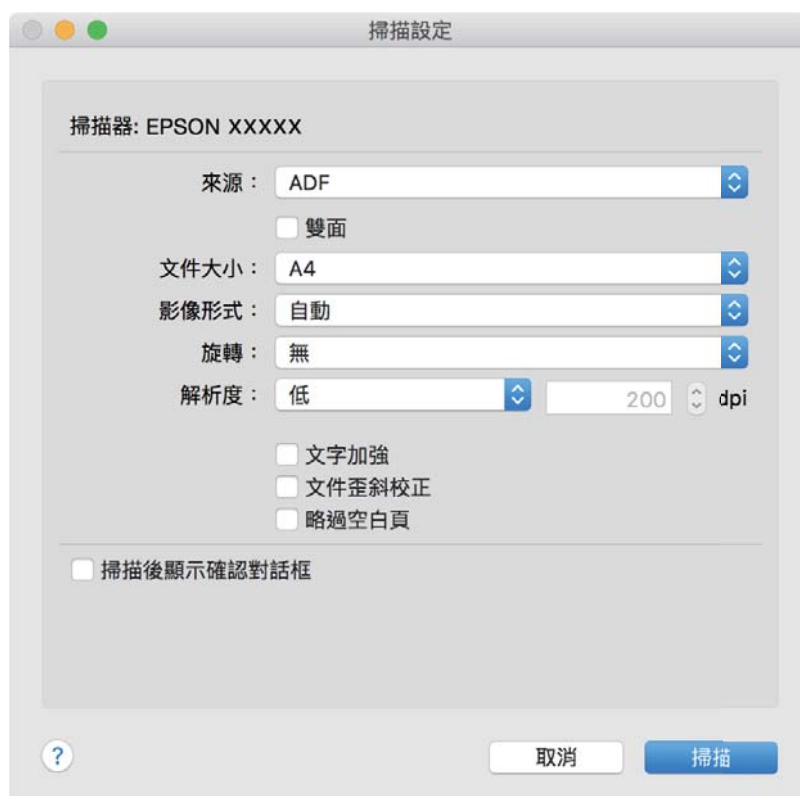 掃描設定
掃描器: EPSON XXXXX
來源： ADF
雙面
文件大小： A4
影像形式： 自動
旋轉： 無
解析度： 低 200 dpi
文字加強
文件歪斜校正
略過空白頁
掃描後顯示確認對話框
? 取消 掃描